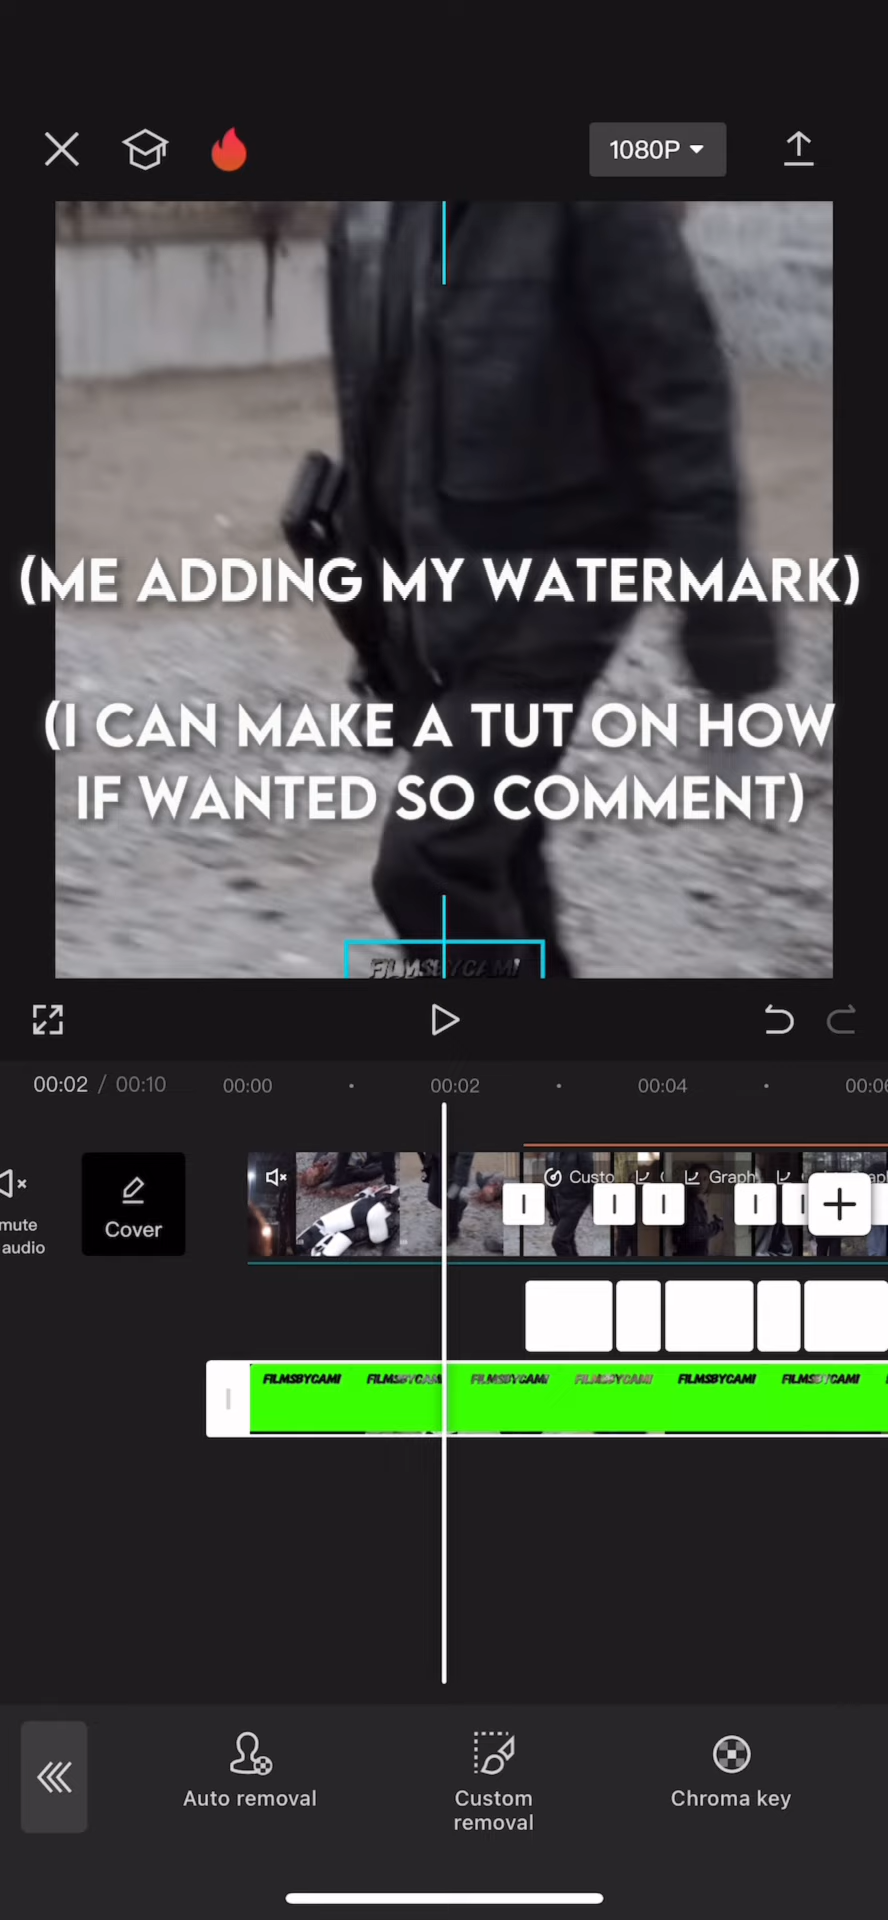 1080P
(ME ADDING MY WATERMARK)
(I CAN MAKE A TUT ON HOW
IF WANTED SO COMMENT)
FILMSBYCAMI
00:02 / 00:10
00:00
00:02
00:04
00:06
mute
audio
Cover
Custo
Graph
FILMSBYCAMI FILMSBYCAMI FILMSBYCAMI FILMSBYCAMI FILMSBYCAMI FILMSBYCAMI
Auto removal
Custom
removal
Chroma key